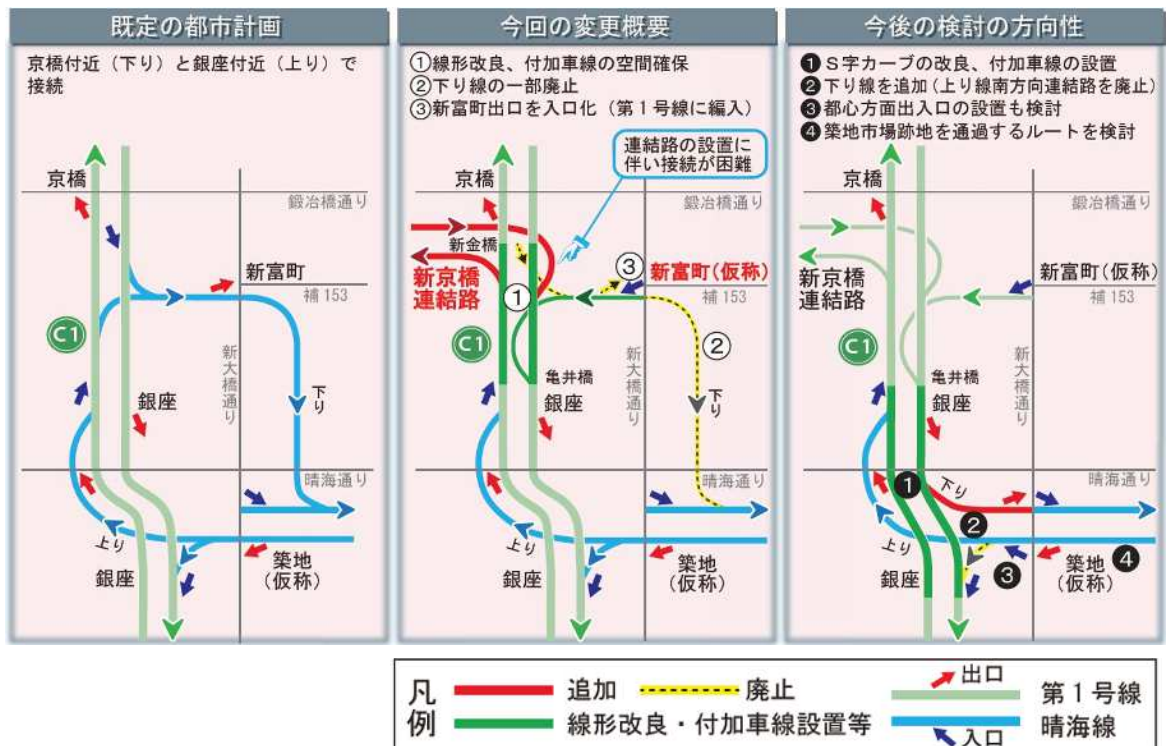 既定の都市計画
京橋付近（下り）と銀座付近（上り）で
接続
京橋
鍛冶橋通り
新富町
補153
C1
新大橋通り
下り
銀座
晴海通り
上り
築地
(仮称)
銀座
今回の変更概要
①線形改良、付加車線の空間確保
②下り線の一部廃止
③新富町出口を入口化（第１号線に編入）
連結路の設置に
伴い接続が困難
京橋
鍛冶橋通り
新金橋
③
新富町(仮称)
新京橋
連結路
①
補153
②
C1
新大橋通り
亀井橋
下り
銀座
晴海通り
上り
築地
(仮称)
銀座
今後の検討の方向性
❶Ｓ字カーブの改良、付加車線の設置
❷下り線を追加(上り線南方向連結路を廃止)
❸都心方面出入口の設置も検討
❹築地市場跡地を通過するルートを検討
京橋
鍛冶橋通り
新富町(仮称)
新京橋
連結路
補153
C1
新大橋通り
亀井橋
銀座
晴海通り
❶
下り
❷
上り
築地
(仮称)
❹
❸
銀座
凡例
追加
廃止
出口
第１号線
線形改良・付加車線設置等
入口
晴海線